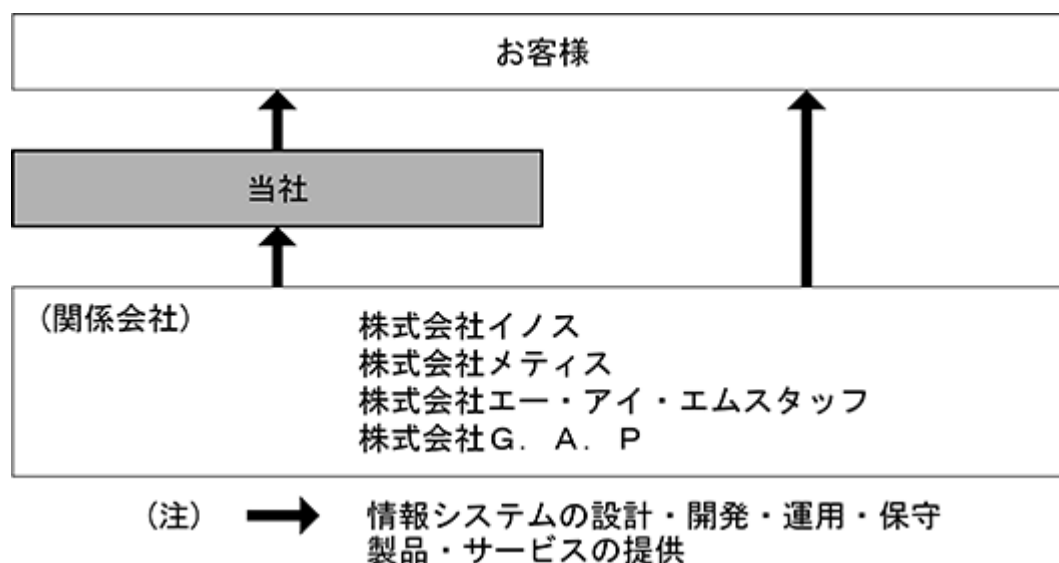 お客様
当社
(関係会社)
株式会社イノス
株式会社メティス
株式会社エー・アイ・エムスタッフ
株式会社G.A.P
(注)
情報システムの設計・開発・運用・保守
製品・サービスの提供